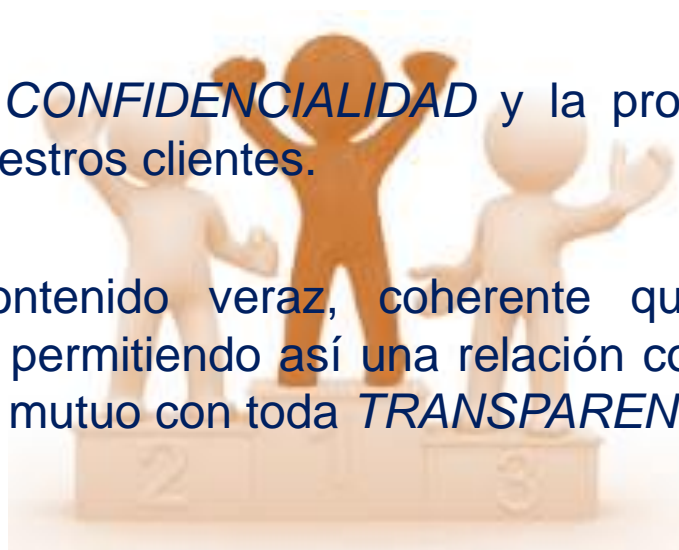 CONFIDENCIALIDAD y la pro
estros clientes.
ontenido veraz, coherente qu
permitiendo así una relación co
mutuo con toda TRANSPAREN
2 1 3